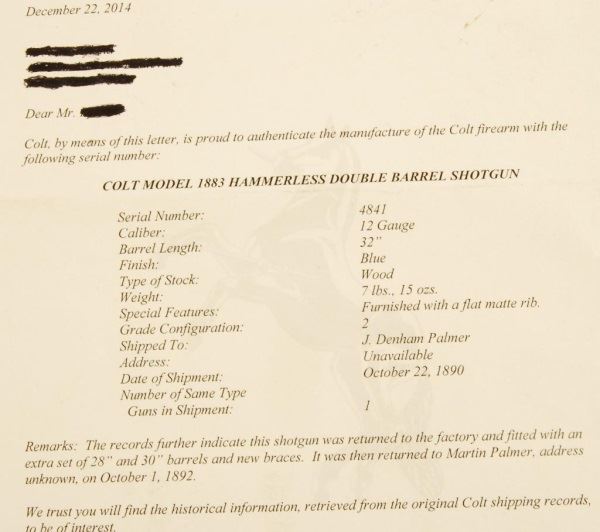 December 22, 2014
Dear Mr.
Colt, by means of this letter, is proud to authenticate the manufacture of the Colt firearm with the
following serial number:
COLT MODEL 1883 HAMMERLESS DOUBLE BARREL SHOTGUN
Serial Number: 4841
Caliber: 12 Gauge
Barrel Length: 32"
Finish: Blue
Type of Stock: Wood
Weight: 7 lbs., 15 ozs.
Special Features: Furnished with a flat matte rib.
Grade Configuration: 2
Shipped To: J. Denham Palmer
Address: Unavailable
Date of Shipment: October 22, 1890
Number of Same Type
Guns in Shipment: 1
Remarks: The records further indicate this shotgun was returned to the factory and fitted with an
extra set of 28" and 30" barrels and new braces. It was then returned to Martin Palmer, address
unknown, on October 1, 1892.
We trust you will find the historical information, retrieved from the original Colt shipping records,
to be of interest.